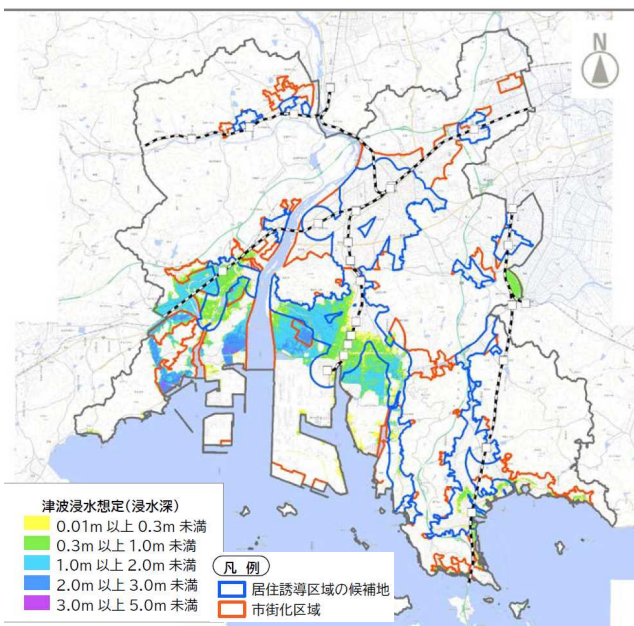 N
津波浸水想定(浸水深)
0.01m 以上 0.3m 未満
0.3m 以上 1.0m 未満
1.0m 以上 2.0m 未満
2.0m 以上 3.0m 未満
3.0m 以上 5.0m 未満
凡 例
居住誘導区域の候補地
市街化区域